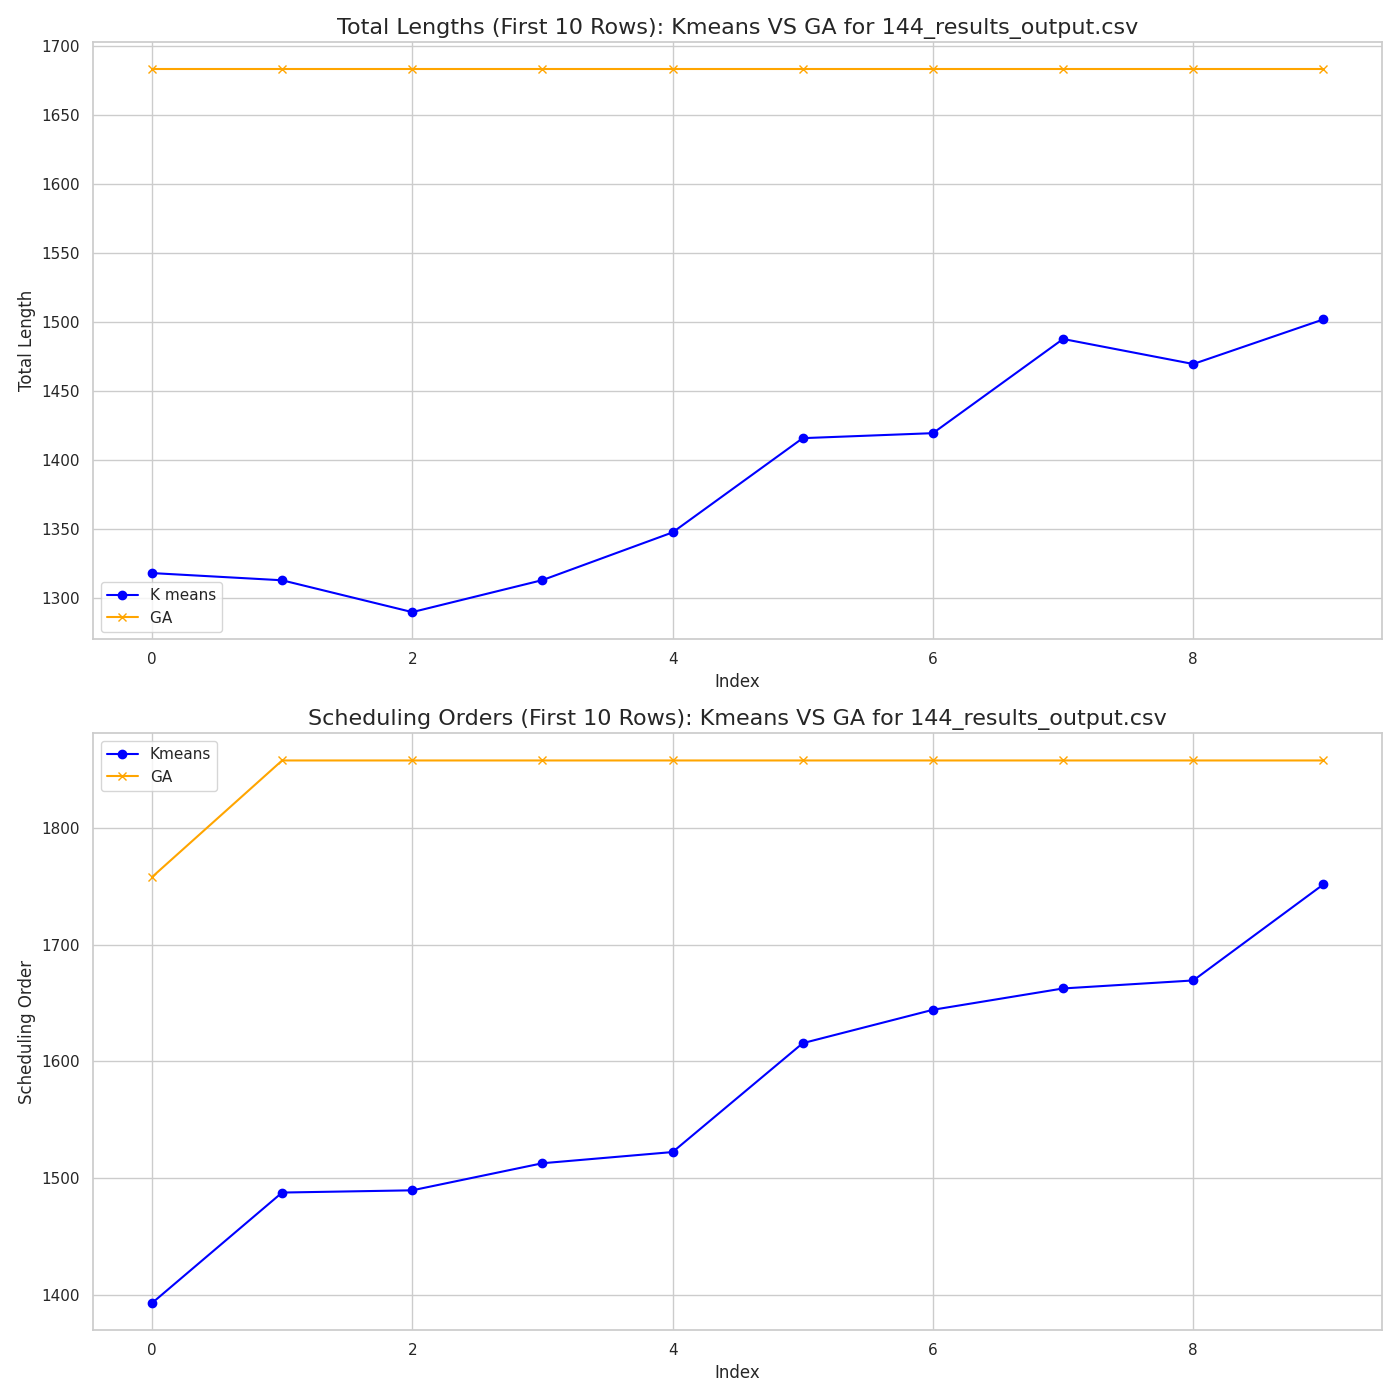 Total Lengths (First 10 Rows): Kmeans VS GA for 144_results_output.csv
1700
1650
1600
1550
1500
1450
1400
1350
1300
Total Length
K means
GA
0 2 4 6 8
Index
Scheduling Orders (First 10 Rows): Kmeans VS GA for 144_results_output.csv
Kmeans
GA
1800
1700
1600
1500
1400
Scheduling Order
0 2 4 6 8
Index